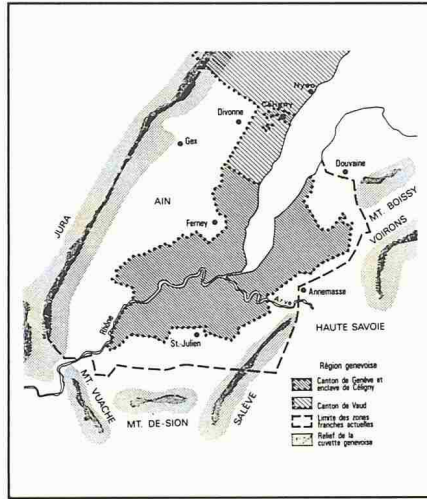 Nyon
Céligny
Divonne
Gex
Douvaine
MT. BOISSY
VOIRONS
AIN
JURA
Ferney
Arve
Annemasse
Rhône
HAUTE SAVOIE
St-Julien
MT. VUACHE
MT. DE-SION
SALÈVE
Région genevoise
Canton de Genève et
enclave de Céligny
Canton de Vaud
Limite des zones
franches actuelles
Relief de la
cuvette genevoise